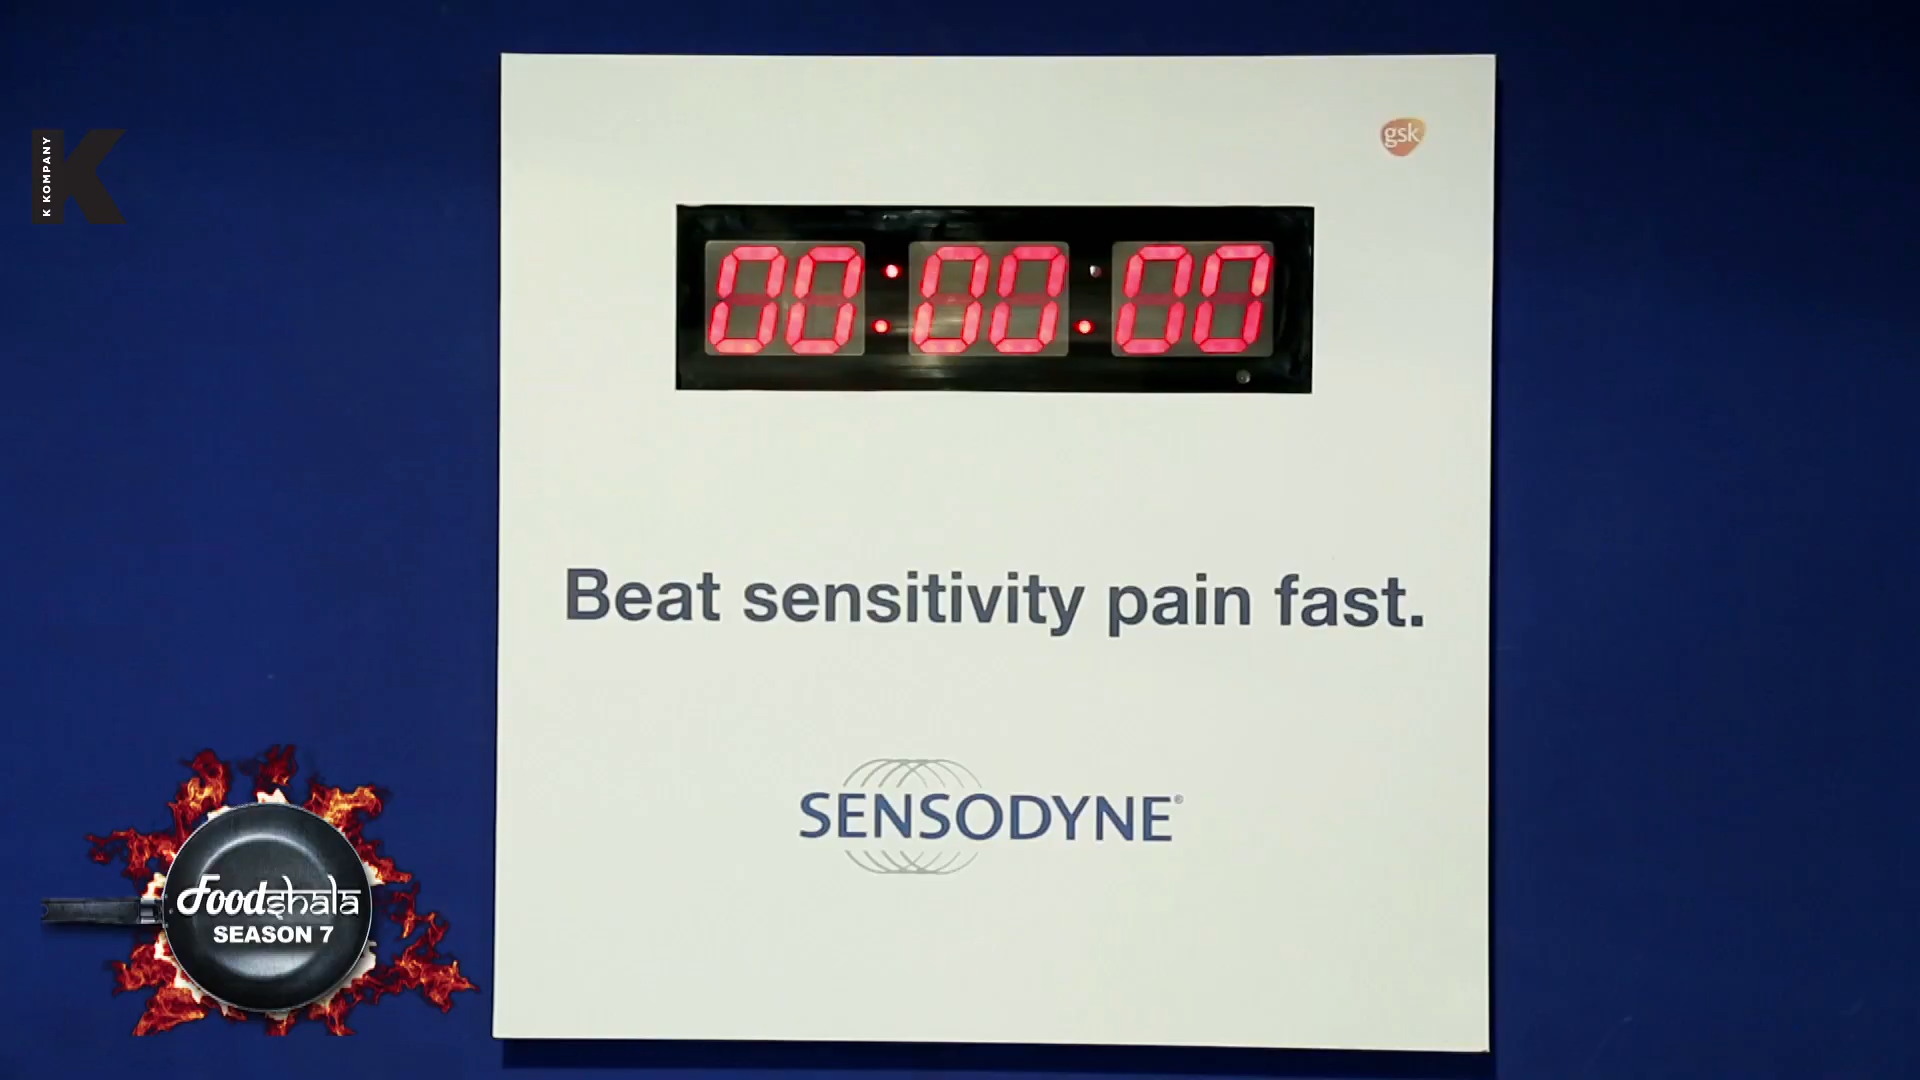 K KOMPANY
K
gsk
00:00:00
Beat sensitivity pain fast.
SENSODYNE®
Foodshala
SEASON 7